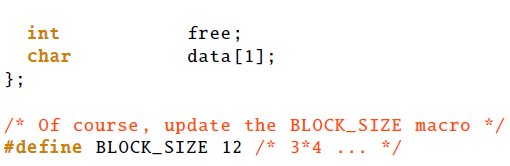 int free;
char data[1];
};
/* Of course, update the BLOCK_SIZE macro */
#define BLOCK_SIZE 12 /* 3*4 ... */